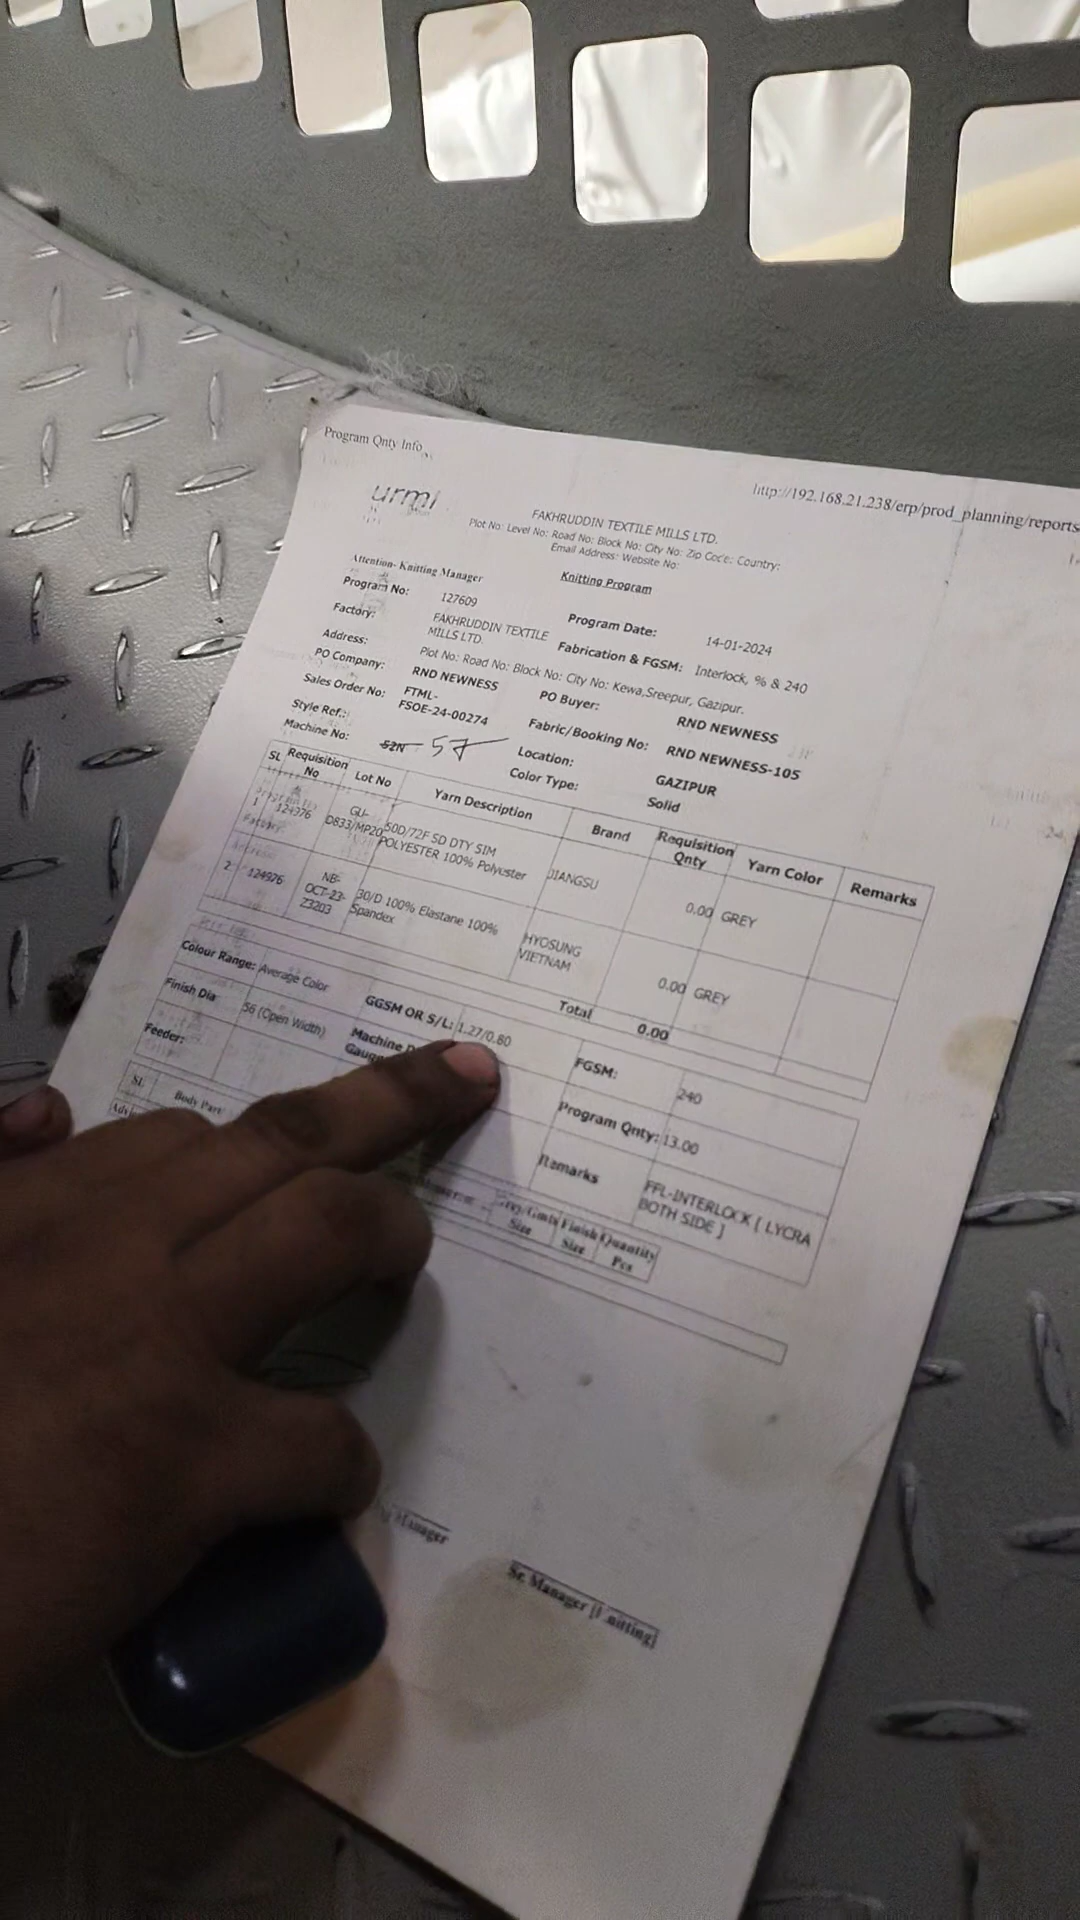 Program Qnty Info
http://192.168.21.238/erp/prod_planning/reports
urmi
FAKHRUDDIN TEXTILE MILLS LTD.
Plot No: Level No: Road No: Block No: City No: Zip Code: Country:
Email Address: Website No:
Attention- Knitting Manager
Knitting Program
Program No: 127609
Program Date: 14-01-2024
Factory: FAKHRUDDIN TEXTILE MILLS LTD.
Fabrication & FGSM: Interlock, % & 240
Address: Plot No: Road No: Block No: City No: Kewa,Sreepur, Gazipur.
PO Company: RND NEWNESS
PO Buyer: RND NEWNESS
Sales Order No: FTML-FSOE-24-00274
Fabric/Booking No: RND NEWNESS-105
Style Ref.:
Location: GAZIPUR
Machine No: 52N 57
Color Type: Solid
SL Requisition No Lot No Yarn Description Brand Requisition Qnty Yarn Color Remarks
1 124976 GU-D833/MP20 50D/72F SD DTY SIM POLYESTER 100% Polyester JIANGSU 0.00 GREY
2 124976 NB-OCT-23-Z3203 30/D 100% Elastane 100% Spandex HYOSUNG VIETNAM 0.00 GREY
Total 0.00
Colour Range: Average Color GGSM OR S/L: 1.27/0.80 FGSM: 240
Finish Dia 56 (Open Width) Machine Program Qnty: 13.00
Feeder: Remarks FFL-INTERLOCK [ LYCRA BOTH SIDE ]
SL Body Part Size Finish Size Quantity Pcs
Manager
Sr. Manager [Knitting]